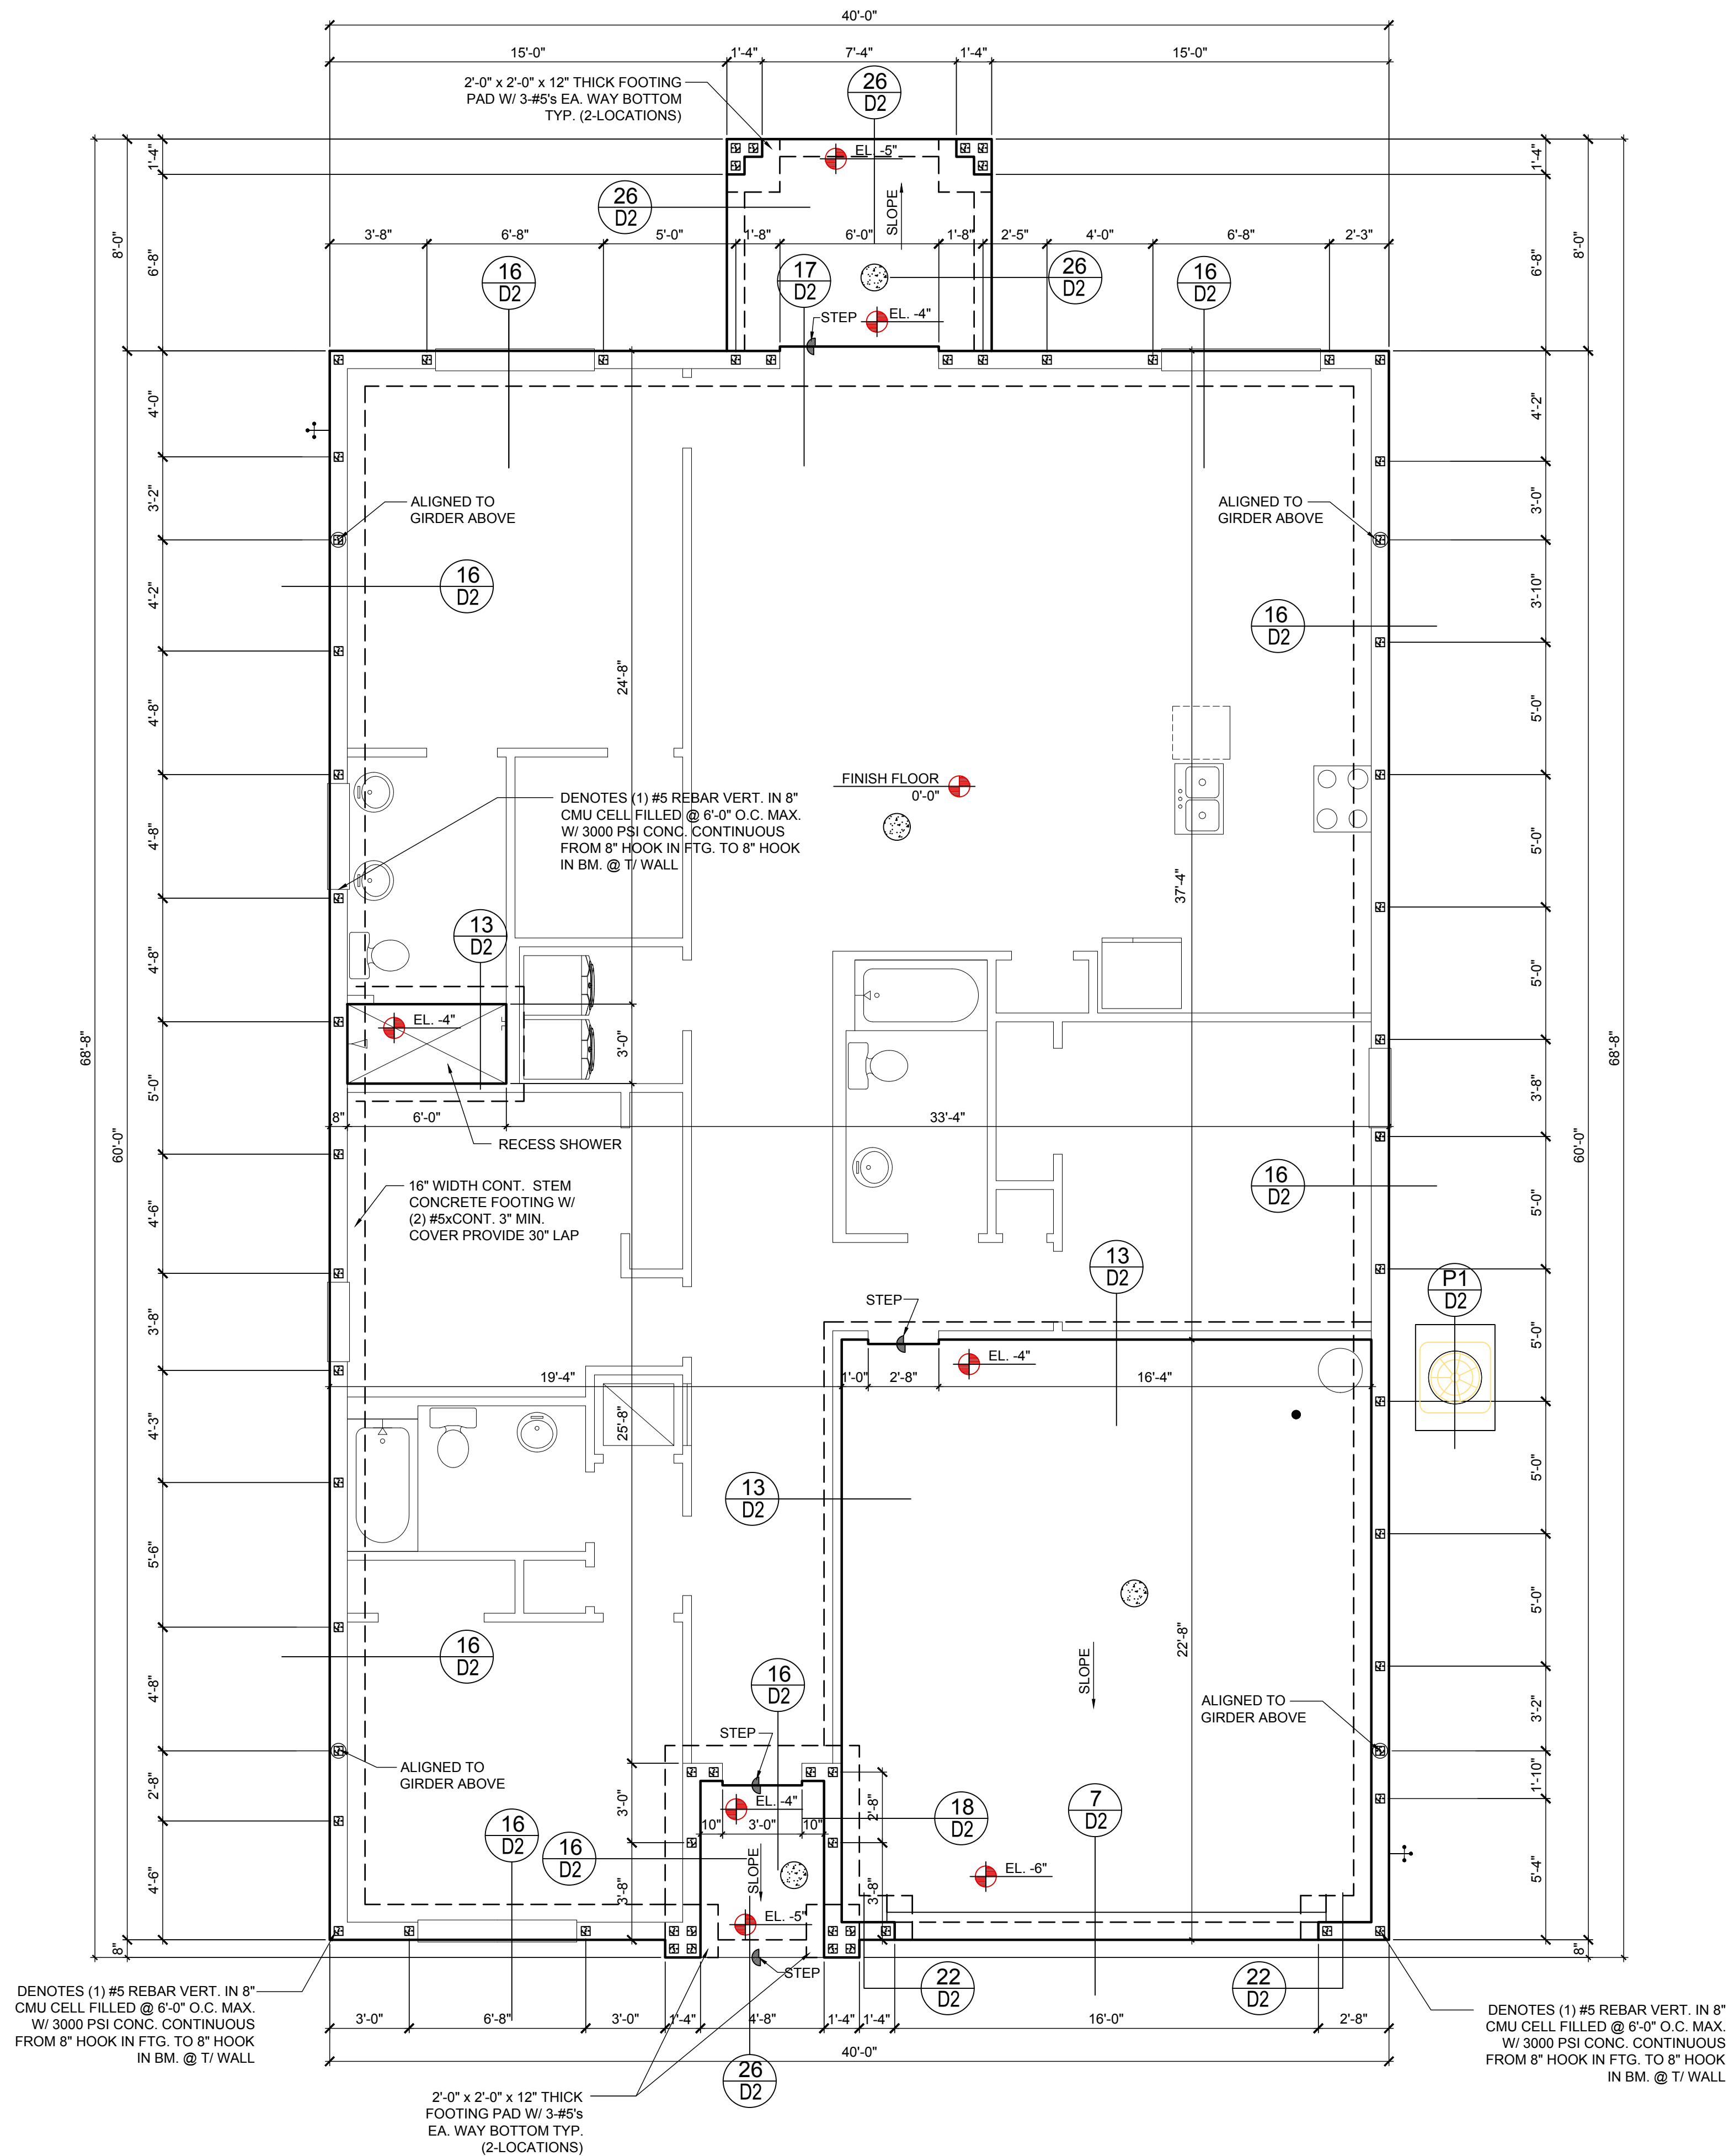 40'-0"
15'-0" 1'-4" 7'-4" 1'-4" 15'-0"
2'-0" x 2'-0" x 12" THICK FOOTING
PAD W/ 3-#5's EA. WAY BOTTOM
TYP. (2-LOCATIONS)
26
D2
1'-4"
EL. -5"
1'-4"
26
D2
SLOPE
8'-0"
6'-8"
3'-8" 6'-8" 5'-0" 1'-8" 6'-0" 1'-8" 2'-5" 4'-0" 6'-8" 2'-3"
6'-8"
8'-0"
16
D2
17
D2
26
D2
16
D2
STEP
EL. -4"
4'-0"
4'-2"
3'-2"
ALIGNED TO
GIRDER ABOVE
ALIGNED TO
GIRDER ABOVE
3'-0"
16
D2
4'-2"
3'-10"
16
D2
24'-8"
4'-8"
5'-0"
FINISH FLOOR
0'-0"
DENOTES (1) #5 REBAR VERT. IN 8"
CMU CELL FILLED @ 6'-0" O.C. MAX.
W/ 3000 PSI CONC. CONTINUOUS
FROM 8" HOOK IN FTG. TO 8" HOOK
IN BM. @ T/ WALL
4'-8"
5'-0"
37'-4"
13
D2
4'-8"
5'-0"
EL. -4"
3'-0"
68'-8"
68'-8"
5'-0"
3'-8"
8" 6'-0" 33'-4"
60'-0"
60'-0"
RECESS SHOWER
16" WIDTH CONT. STEM
CONCRETE FOOTING W/
(2) #5xCONT. 3" MIN.
COVER PROVIDE 30" LAP
16
D2
4'-6"
5'-0"
13
D2
P1
D2
STEP
3'-8"
5'-0"
EL. -4"
19'-4" 1'-0" 2'-8" 16'-4"
4'-3"
25'-8"
5'-0"
13
D2
5'-6"
5'-0"
16
D2
16
D2
SLOPE
22'-8"
4'-8"
3'-2"
ALIGNED TO
GIRDER ABOVE
STEP
ALIGNED TO
GIRDER ABOVE
2'-8"
1'-10"
3'-0"
EL. -4"
10" 3'-0" 10"
2'-8"
18
D2
7
D2
16
D2
16
D2
SLOPE
4'-6"
3'-8"
3'-8"
EL. -6"
5'-4"
EL. -5"
8"
8"
STEP
22
D2
22
D2
DENOTES (1) #5 REBAR VERT. IN 8"
CMU CELL FILLED @ 6'-0" O.C. MAX.
W/ 3000 PSI CONC. CONTINUOUS
FROM 8" HOOK IN FTG. TO 8" HOOK
IN BM. @ T/ WALL
3'-0" 6'-8" 3'-0" 1'-4" 4'-8" 1'-4" 1'-4" 16'-0" 2'-8"
DENOTES (1) #5 REBAR VERT. IN 8"
CMU CELL FILLED @ 6'-0" O.C. MAX.
W/ 3000 PSI CONC. CONTINUOUS
FROM 8" HOOK IN FTG. TO 8" HOOK
IN BM. @ T/ WALL
40'-0"
26
D2
2'-0" x 2'-0" x 12" THICK
FOOTING PAD W/ 3-#5's
EA. WAY BOTTOM TYP.
(2-LOCATIONS)